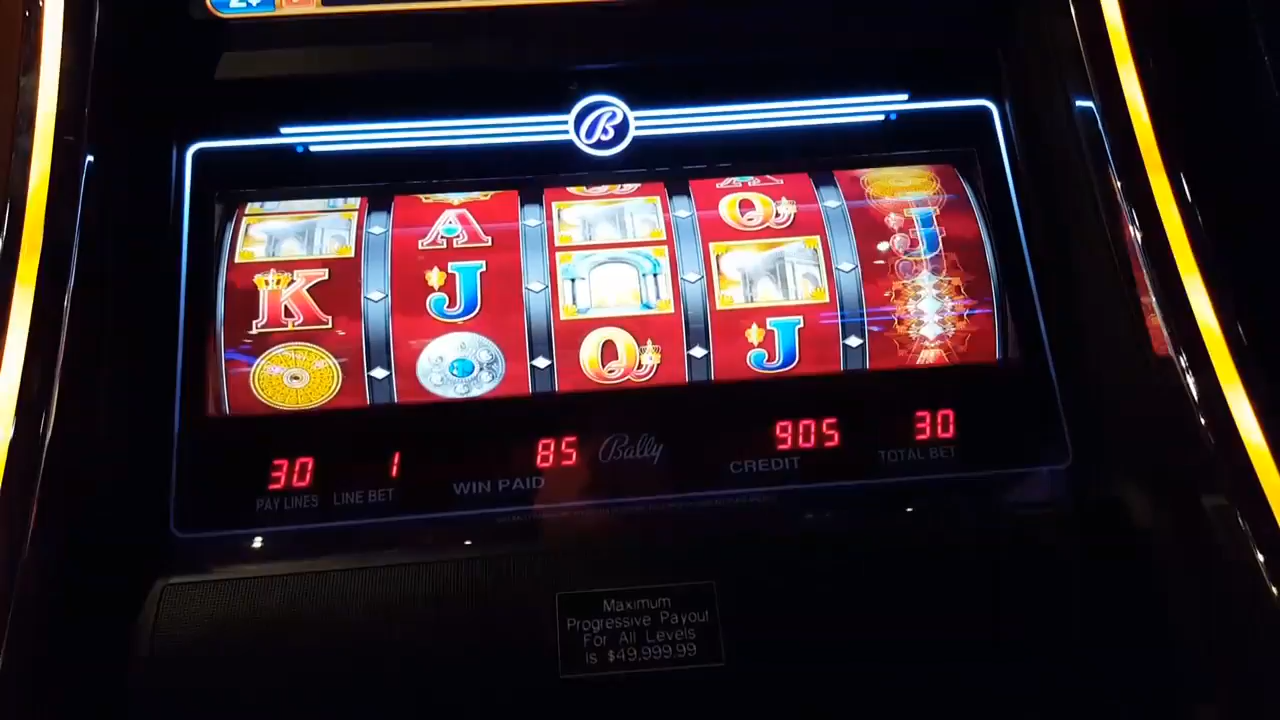 2¢
B
A
Q
A
Q
J
K
J
Q
J
30
1
85
Bally
905
30
PAY LINES
LINE BET
WIN PAID
CREDIT
TOTAL BET
Maximum
Progressive Payout
For All Levels
is $49,999.99